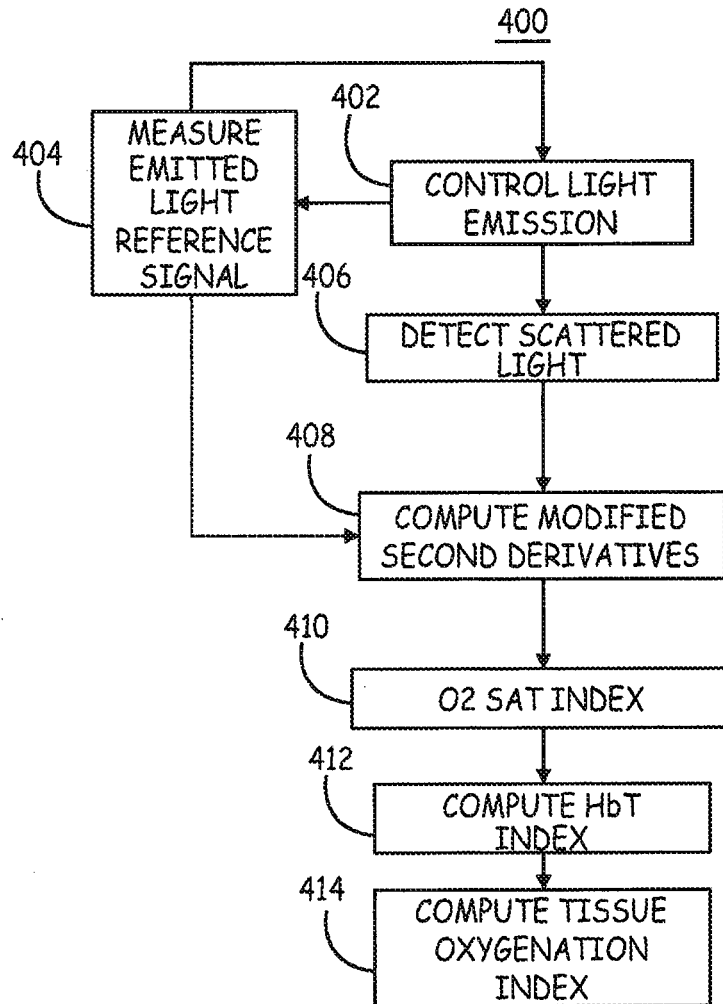 400
402
404
MEASURE
EMITTED
LIGHT
REFERENCE
SIGNAL
CONTROL LIGHT
EMISSION
406
DETECT SCATTERED
LIGHT
408
COMPUTE MODIFIED
SECOND DERIVATIVES
410
O2 SAT INDEX
412
COMPUTE HbT
INDEX
414
COMPUTE TISSUE
OXYGENATION
INDEX